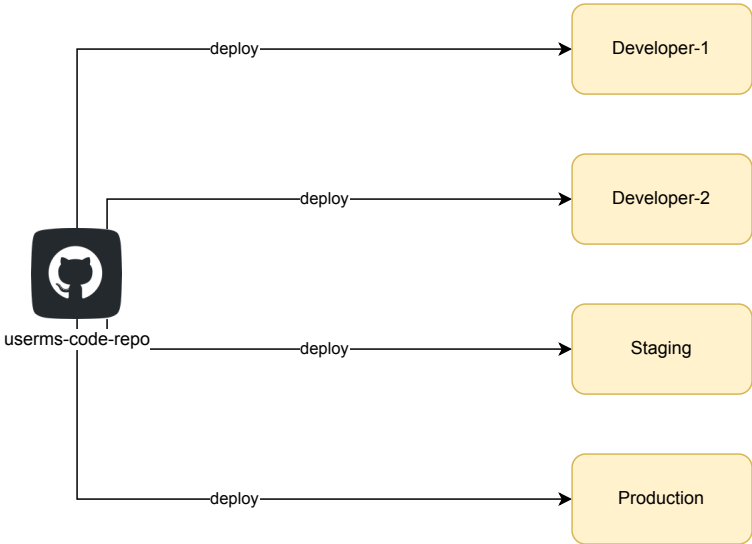 deploy
Developer-1
deploy
Developer-2
userms-code-repo
deploy
Staging
deploy
Production